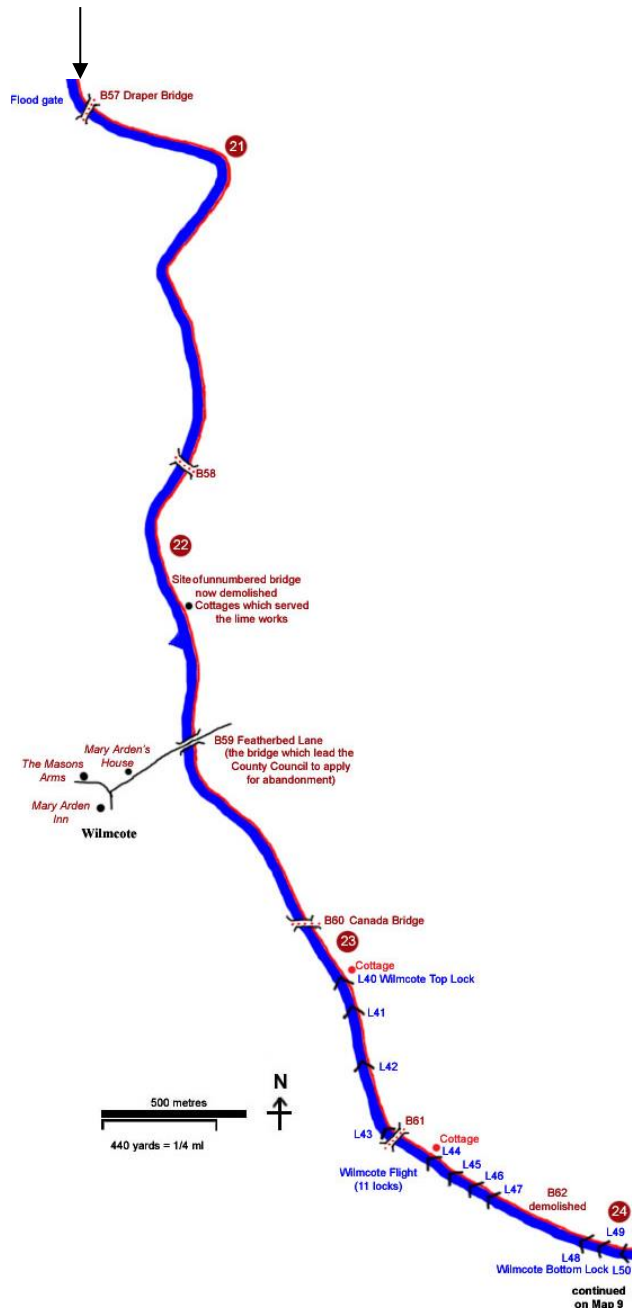 B57 Draper Bridge
Flood gate
21
B58
22
Site of unnumbered bridge
now demolished
Cottages which served
the lime works
B59 Featherbed Lane
(the bridge which lead the
County Council to apply
for abandonment)
Mary Arden's
House
The Masons
Arms
Mary Arden
Inn
Wilmcote
B60 Canada Bridge
23
Cottage
L40 Wilmcote Top Lock
L41
L42
N
500 metres
440 yards = 1/4 ml
B61
L43
Cottage
L44
L45
L46
L47
Wilmcote Flight
(11 locks)
B62
demolished
24
L49
L48
Wilmcote Bottom Lock L50
continued
on Map 9